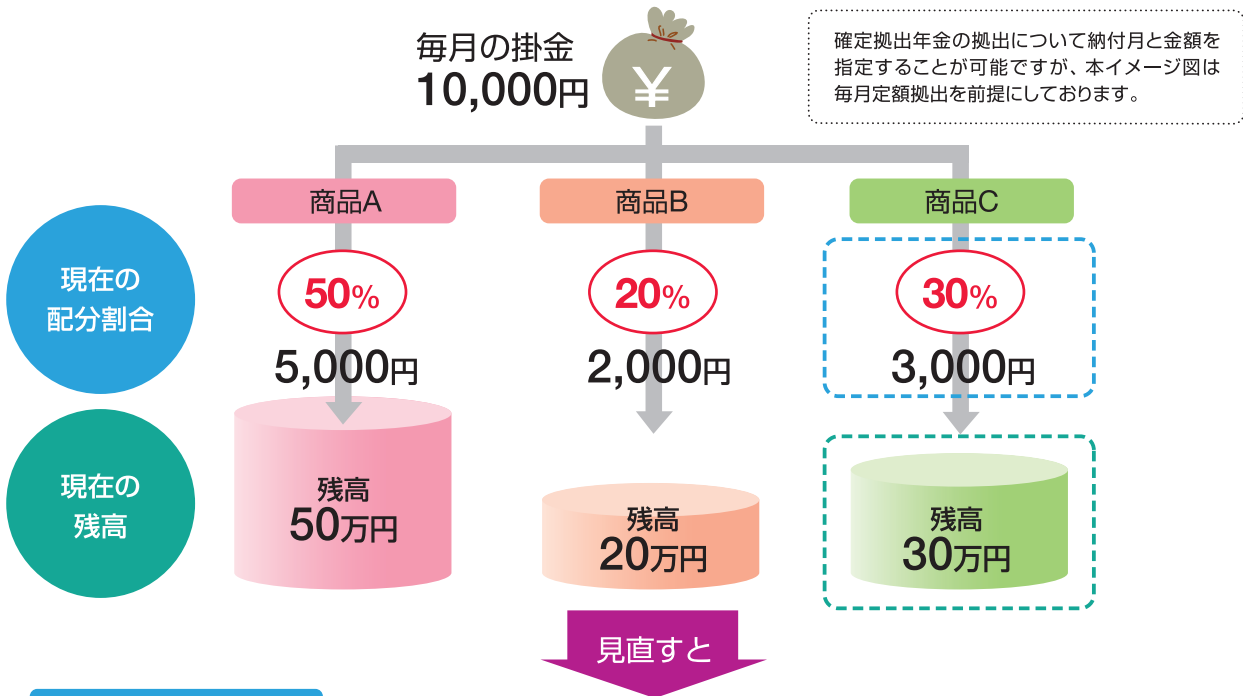 毎月の掛金
10,000円
¥
確定拠出年金の拠出について納付月と金額を
指定することが可能ですが、本イメージ図は
毎月定額拠出を前提にしております。
商品A
商品B
商品C
現在の
配分割合
50%
20%
30%
5,000円
2,000円
3,000円
現在の
残高
残高
50万円
残高
20万円
残高
30万円
見直すと